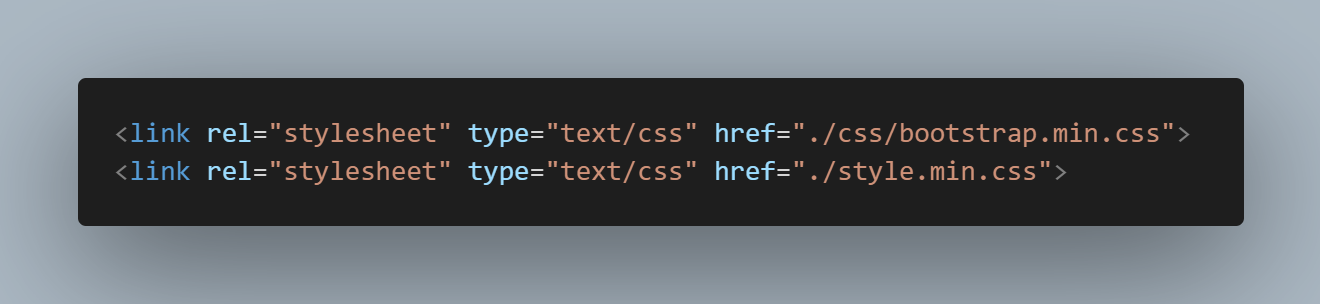 <link rel="stylesheet" type="text/css" href="./css/bootstrap.min.css">
<link rel="stylesheet" type="text/css" href="./style.min.css">